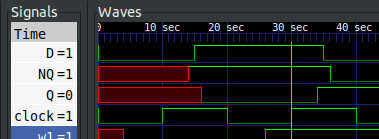 Signals
Waves
Time
10 sec 20 sec 30 sec 40 sec
D=1
NQ=1
Q=0
clock=1
w1=1